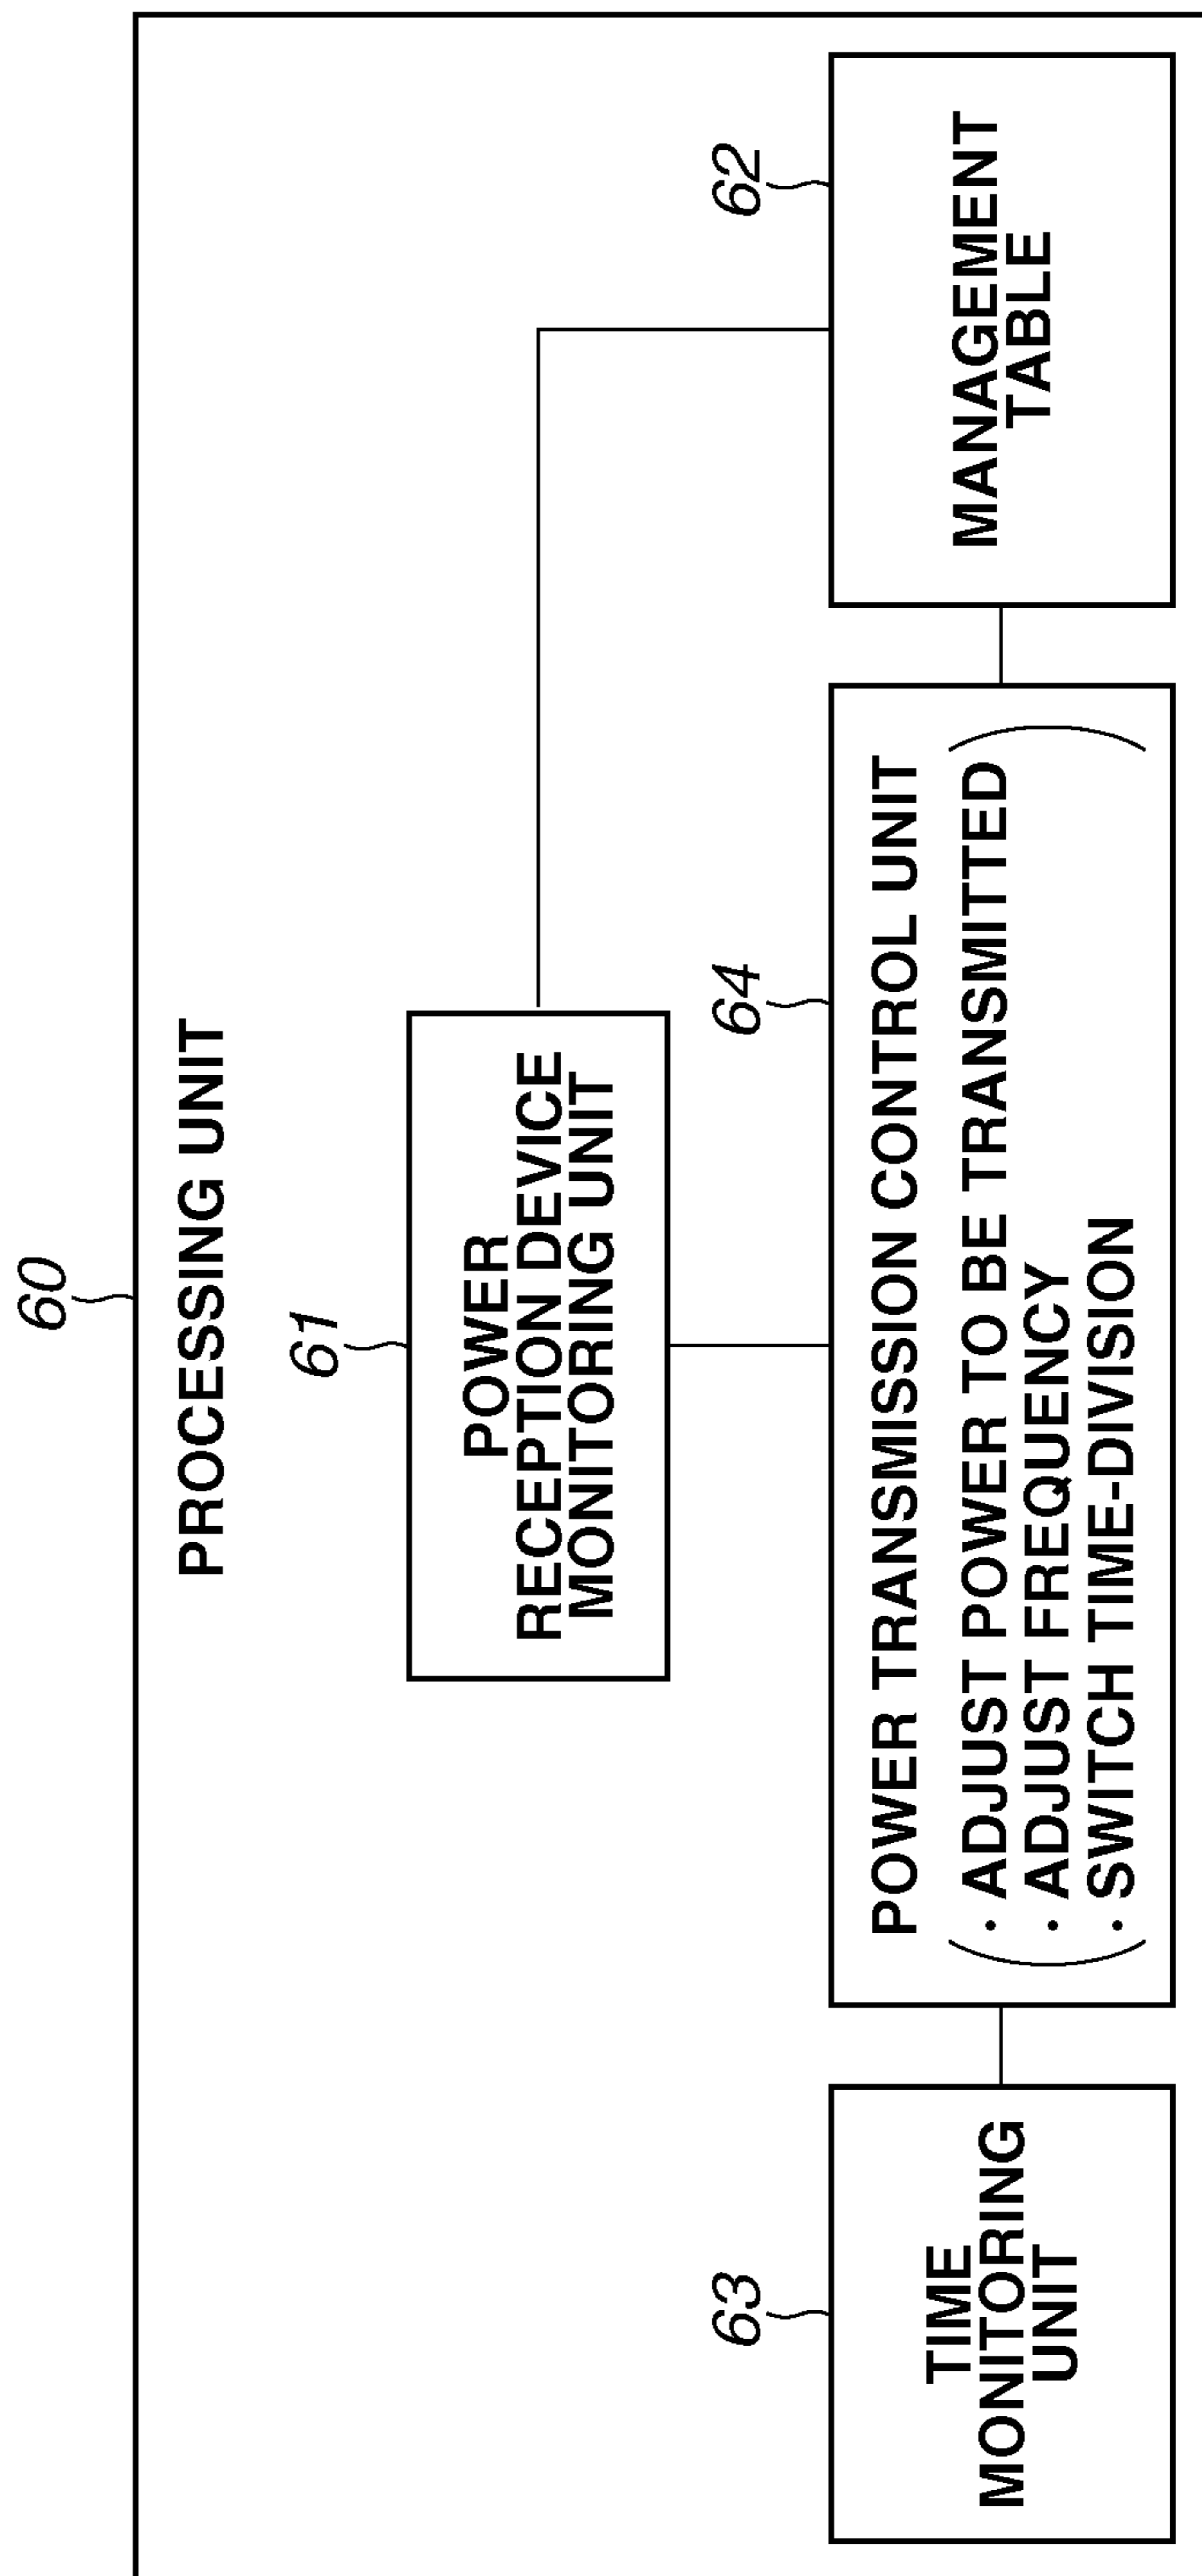 60
PROCESSING UNIT
61
POWER
RECEPTION DEVICE
MONITORING UNIT
63
TIME
MONITORING
UNIT
64
POWER TRANSMISSION CONTROL UNIT
· ADJUST POWER TO BE TRANSMITTED
· ADJUST FREQUENCY
· SWITCH TIME-DIVISION
62
MANAGEMENT
TABLE